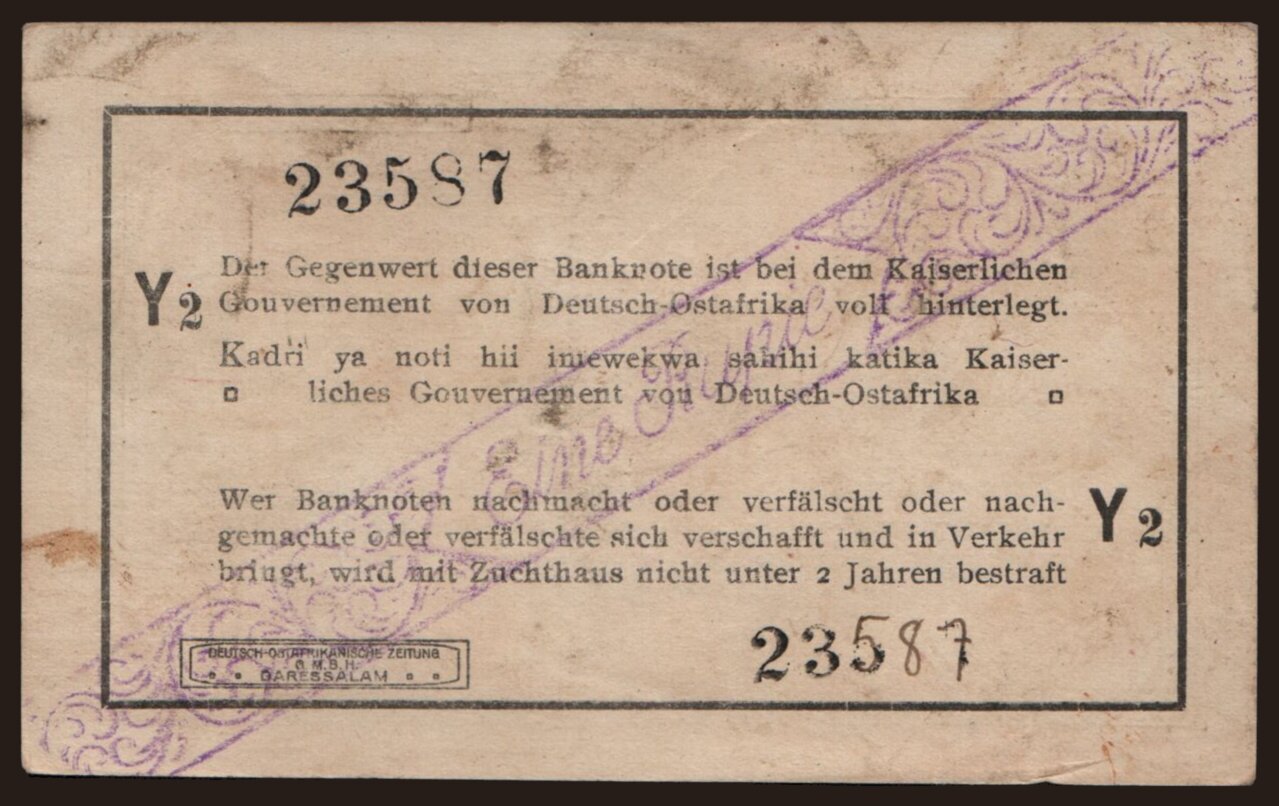 23587
Der Gegenwert dieser Banknote ist bei dem Kaiserlichen
Y2 Gouvernement von Deutsch-Ostafrika voll hinterlegt.
Kadri ya noti hii imewekwa sahihi katika Kaiser-
liches Gouvernement von Deutsch-Ostafrika
Eine Rupie
Wer Banknoten nachmacht oder verfälscht oder nach-
gemachte oder verfälschte sich verschafft und in Verkehr
bringt, wird mit Zuchthaus nicht unter 2 Jahren bestraft
Y2
23587
DEUTSCH-OSTAFRIKANISCHE ZEITUNG
G.M.B.H.
DARESSALAM